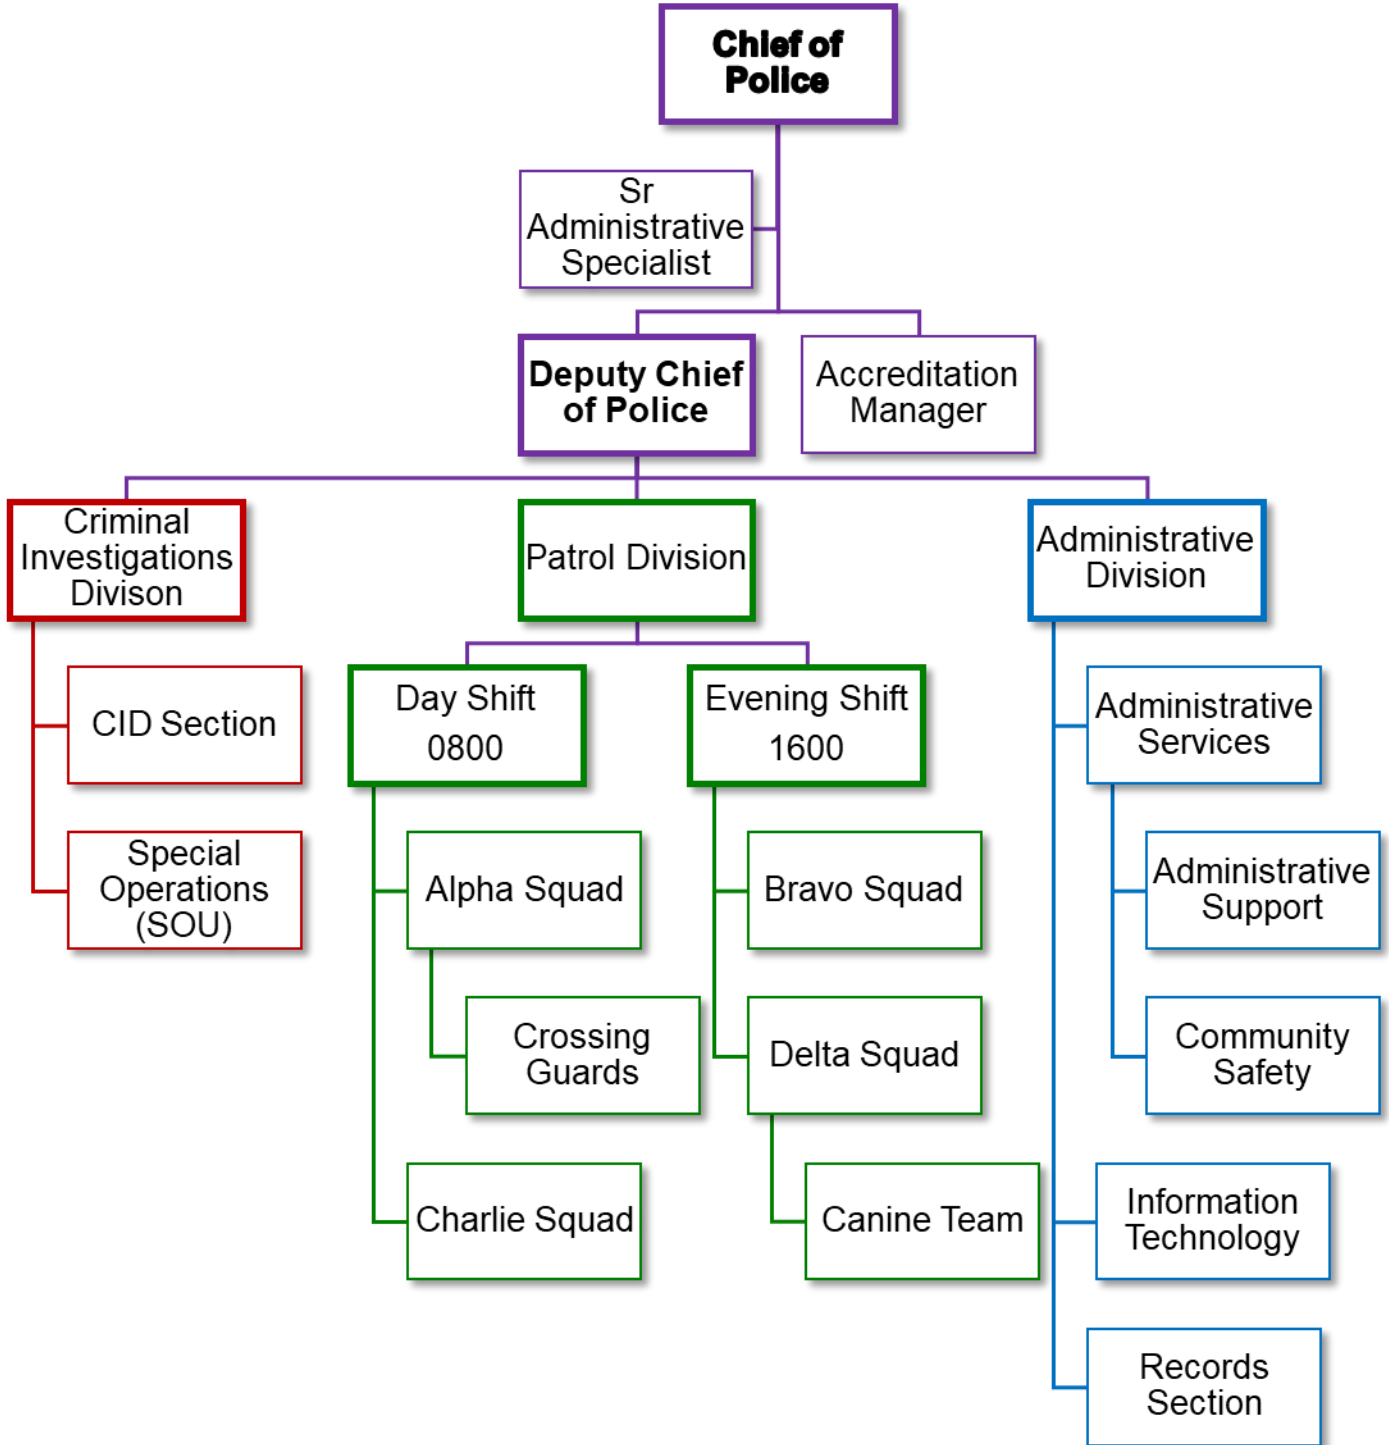 Chief of
Police
Sr
Administrative
Specialist
Deputy Chief
of Police
Accreditation
Manager
Criminal
Investigations
Divison
Patrol Division
Administrative
Division
CID Section
Day Shift
0800
Evening Shift
1600
Administrative
Services
Special
Operations
(SOU)
Alpha Squad
Bravo Squad
Administrative
Support
Crossing
Guards
Delta Squad
Community
Safety
Charlie Squad
Canine Team
Information
Technology
Records
Section